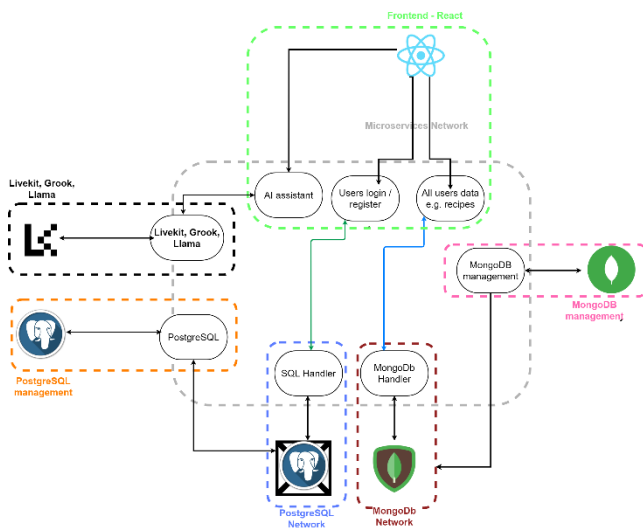 Frontend - React
Microservices Network
AI assistant
Users login /
register
All users data
e.g. recipes
Livekit, Grook,
Llama
Livekit, Grook,
Llama
MongoDB
management
MongoDB
management
PostgreSQL
PostgreSQL
management
SQL Handler
MongoDb
Handler
PostgreSQL
Network
MongoDb
Network